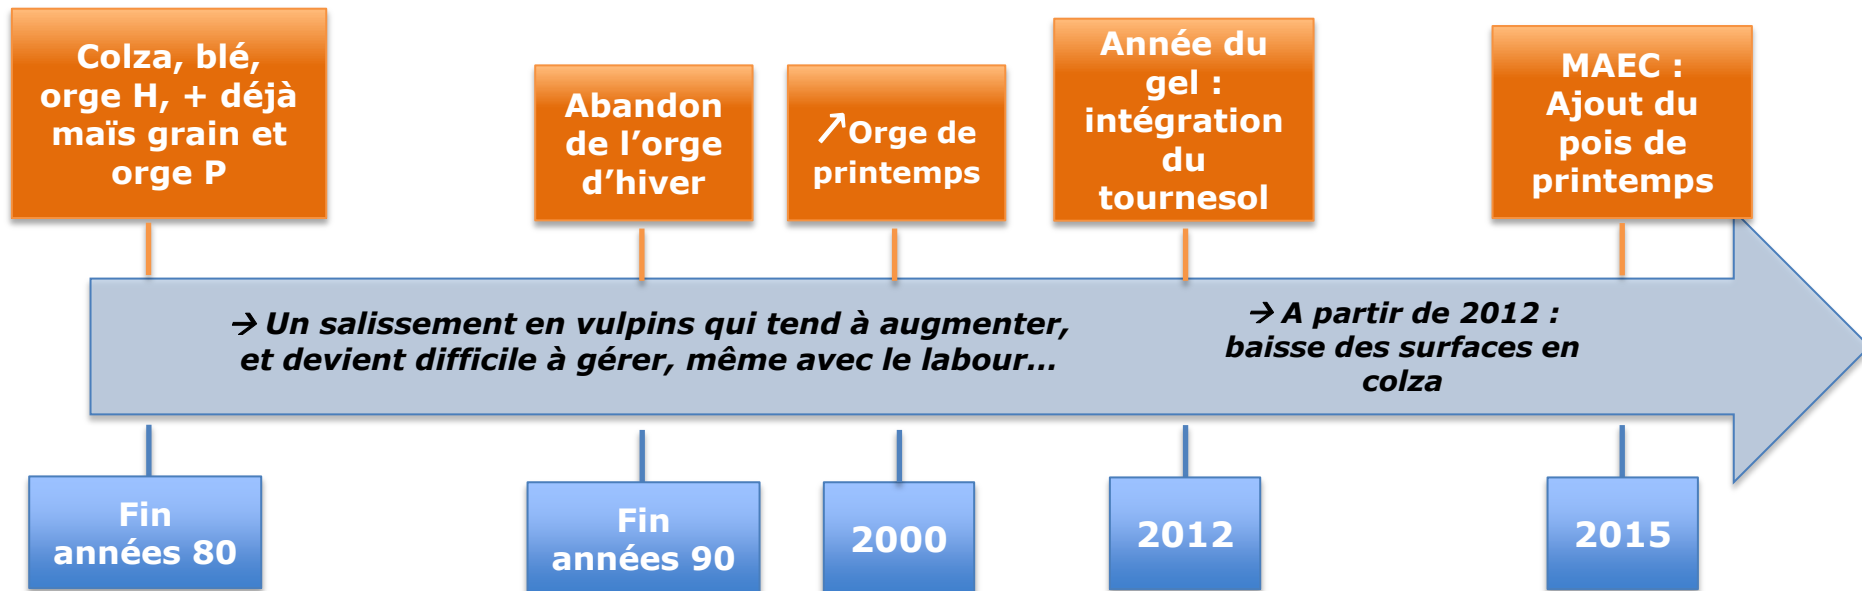 Colza, blé,
orge H, + déjà
maïs grain et
orge P
Abandon
de l’orge
d’hiver
↗Orge de
printemps
Année du
gel :
intégration
du
tournesol
MAEC :
Ajout du
pois de
printemps
→ Un salissement en vulpins qui tend à augmenter,
et devient difficile à gérer, même avec le labour…
→ A partir de 2012 :
baisse des surfaces en
colza
Fin
années 80
Fin
années 90
2000
2012
2015